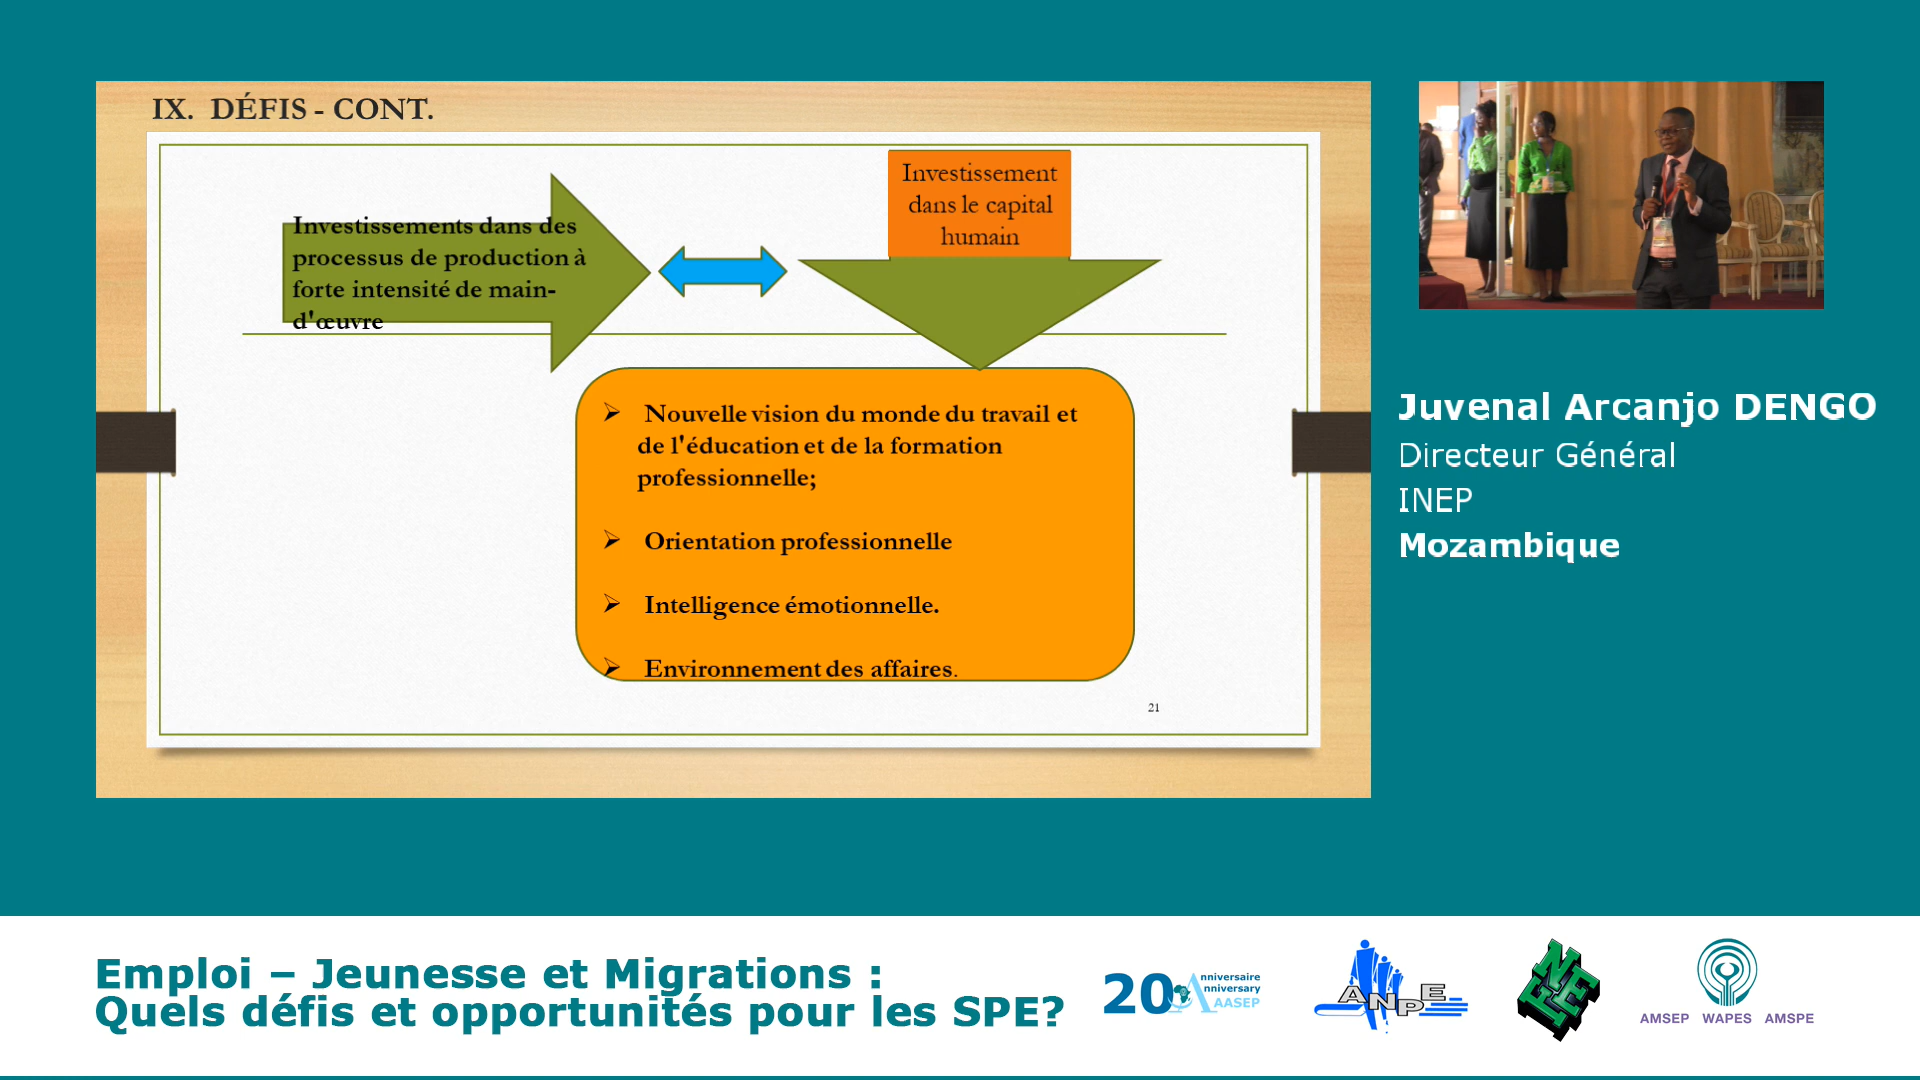 IX. DÉFIS - CONT.
Investissements dans des
processus de production à
forte intensité de main-
d'œuvre
Investissement
dans le capital
humain
Nouvelle vision du monde du travail et
de l'éducation et de la formation
professionnelle;
Orientation professionnelle
Intelligence émotionnelle.
Environnement des affaires.
21
Juvenal Arcanjo DENGO
Directeur Général
INEP
Mozambique
Emploi – Jeunesse et Migrations :
Quels défis et opportunités pour les SPE?
20
Anniversaire
Anniversary
AASEP
ANPE
AMSEP WAPES AMSPE